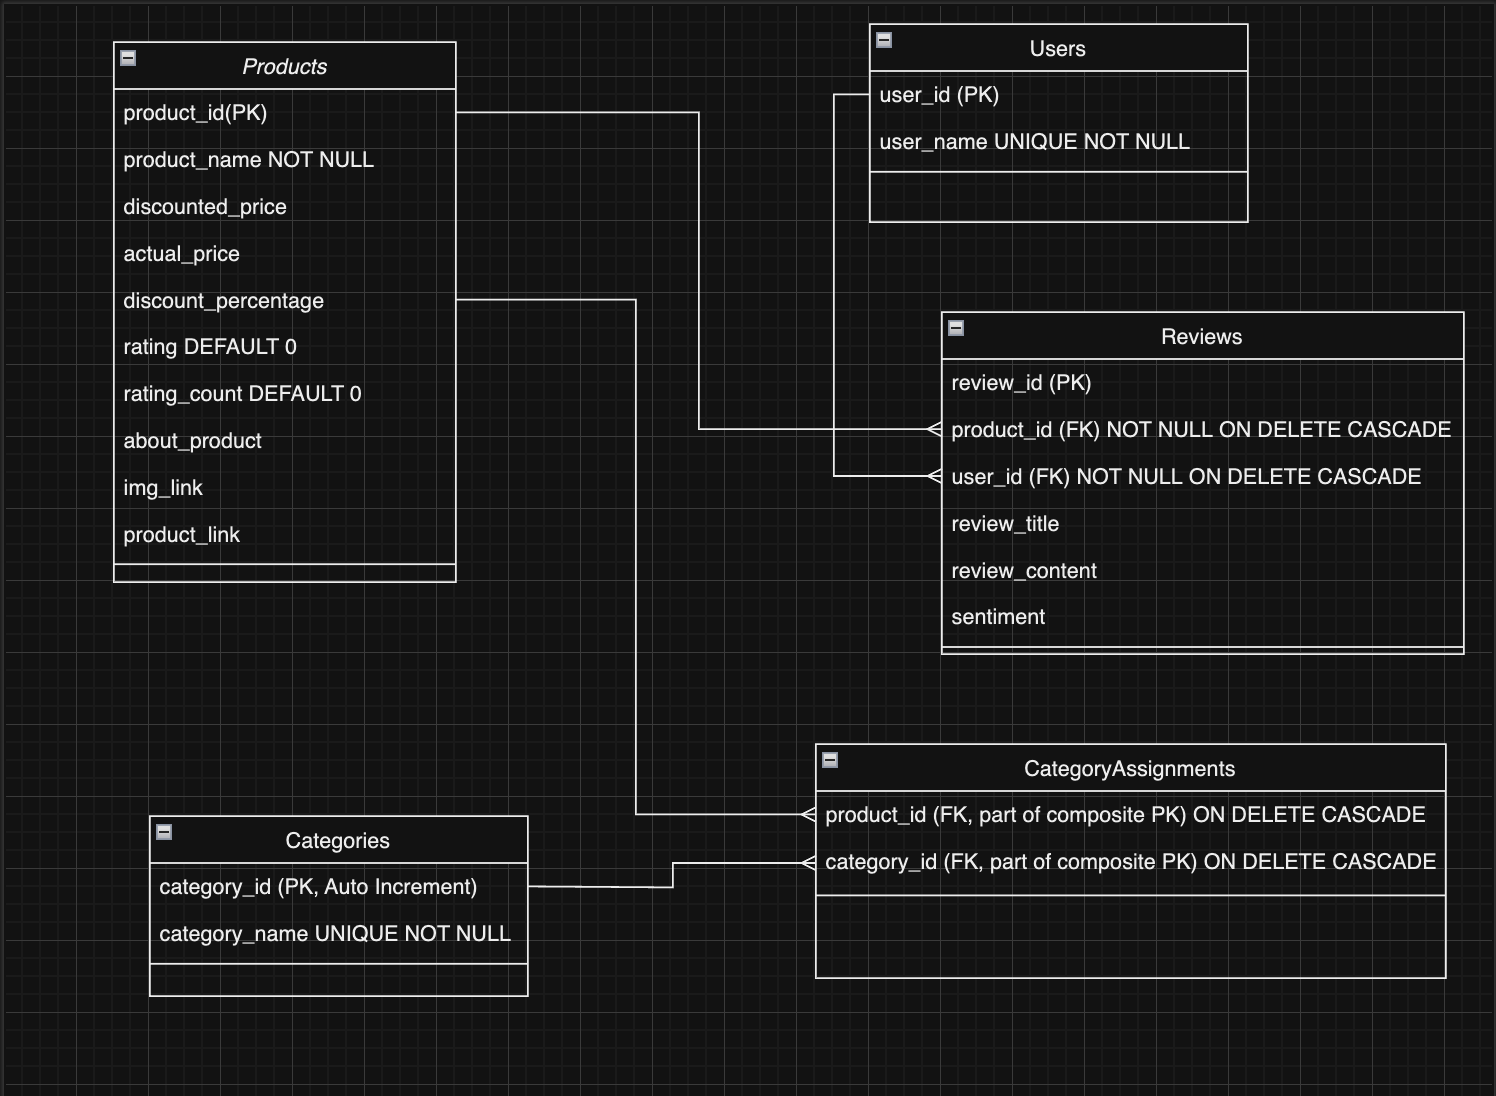 Products
product_id(PK)
product_name NOT NULL
discounted_price
actual_price
discount_percentage
rating DEFAULT 0
rating_count DEFAULT 0
about_product
img_link
product_link
Users
user_id (PK)
user_name UNIQUE NOT NULL
Reviews
review_id (PK)
product_id (FK) NOT NULL ON DELETE CASCADE
user_id (FK) NOT NULL ON DELETE CASCADE
review_title
review_content
sentiment
Categories
category_id (PK, Auto Increment)
category_name UNIQUE NOT NULL
CategoryAssignments
product_id (FK, part of composite PK) ON DELETE CASCADE
category_id (FK, part of composite PK) ON DELETE CASCADE